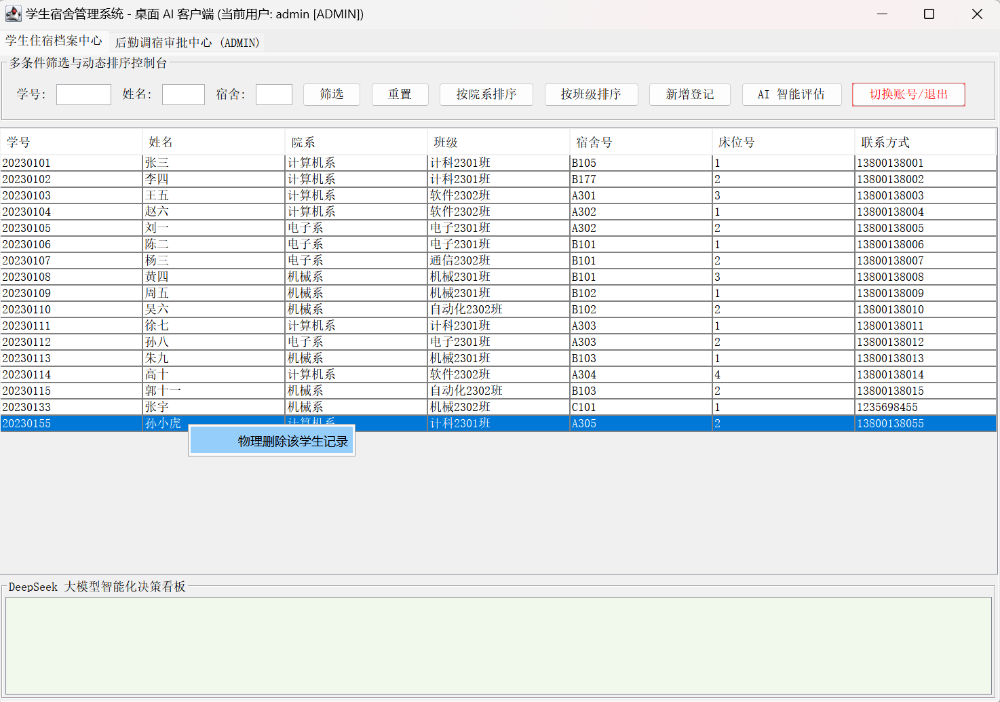 学生宿舍管理系统 - 桌面 AI 客户端 (当前用户: admin [ADMIN])
学生住宿档案中心 后勤调宿审批中心 (ADMIN)
多条件筛选与动态排序控制台
学号: 姓名: 宿舍: 筛选 重置 按院系排序 按班级排序 新增登记 AI 智能评估 切换账号/退出
学号 姓名 院系 班级 宿舍号 床位号 联系方式
20230101 张三 计算机系 计科2301班 B105 1 13800138001
20230102 李四 计算机系 计科2301班 B177 2 13800138002
20230103 王五 计算机系 软件2302班 A301 3 13800138003
20230104 赵六 计算机系 软件2302班 A302 1 13800138004
20230105 刘一 电子系 电子2301班 A302 2 13800138005
20230106 陈二 电子系 电子2301班 B101 1 13800138006
20230107 杨三 电子系 通信2302班 B101 2 13800138007
20230108 黄四 机械系 机械2301班 B101 3 13800138008
20230109 周五 机械系 机械2301班 B102 1 13800138009
20230110 吴六 机械系 自动化2302班 B102 2 13800138010
20230111 徐七 计算机系 计科2301班 A303 1 13800138011
20230112 孙八 电子系 电子2301班 A303 2 13800138012
20230113 朱九 机械系 机械2301班 B103 1 13800138013
20230114 高十 计算机系 软件2302班 A304 4 13800138014
20230115 郭十一 机械系 自动化2302班 B103 2 13800138015
20230133 张宇 机械系 机械2302班 C101 1 1235698455
20230155 孙小虎 计算机系 计科2301班 A305 2 13800138055
物理删除该学生记录
DeepSeek 大模型智能化决策看板